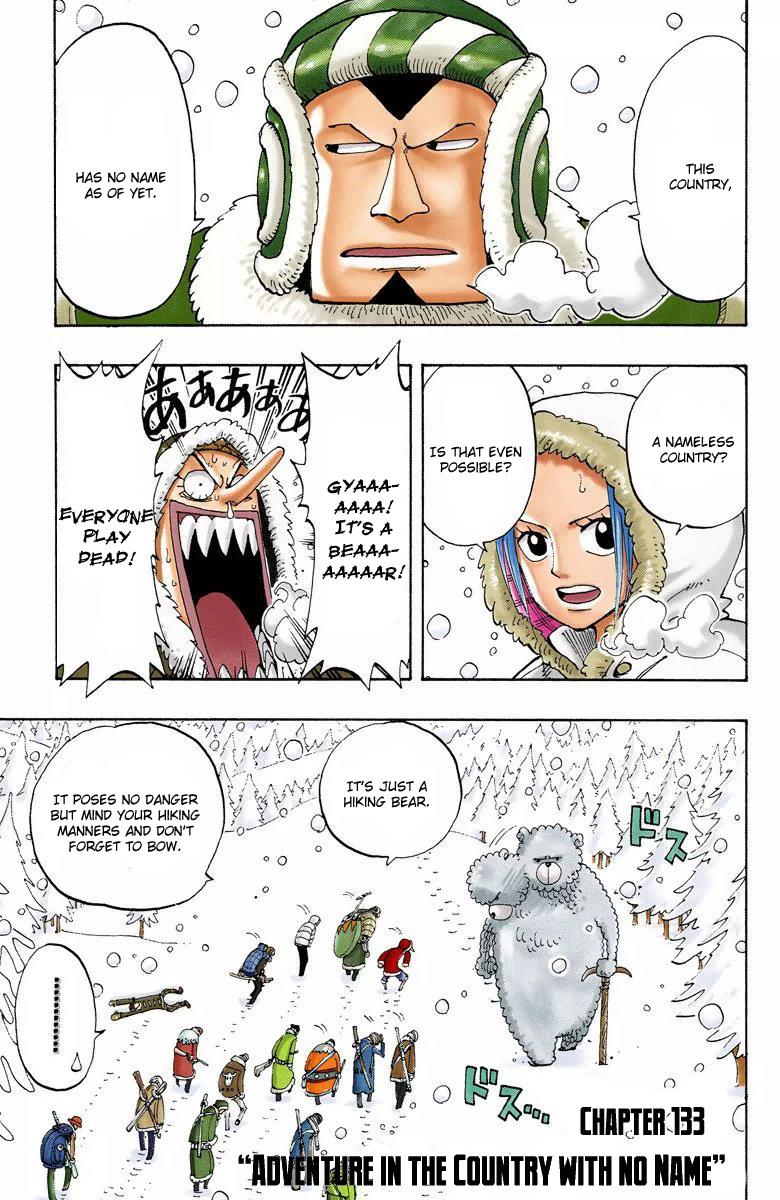 THIS
COUNTRY,
HAS NO NAME
AS OF YET.
A NAMELESS
COUNTRY?
IS THAT EVEN
POSSIBLE?
あぁあぁあ
GYAAA-
AAAA!
IT'S A
BEAAA-
AAAAAR!
EVERYONE
PLAY
DEAD!
IT'S JUST A
HIKING BEAR.
IT POSES NO DANGER
BUT MIND YOUR HIKING
MANNERS AND DON'T
FORGET TO BOW.
ドス
..........
ドス...
CHAPTER 133
“ADVENTURE IN THE COUNTRY WITH NO NAME”